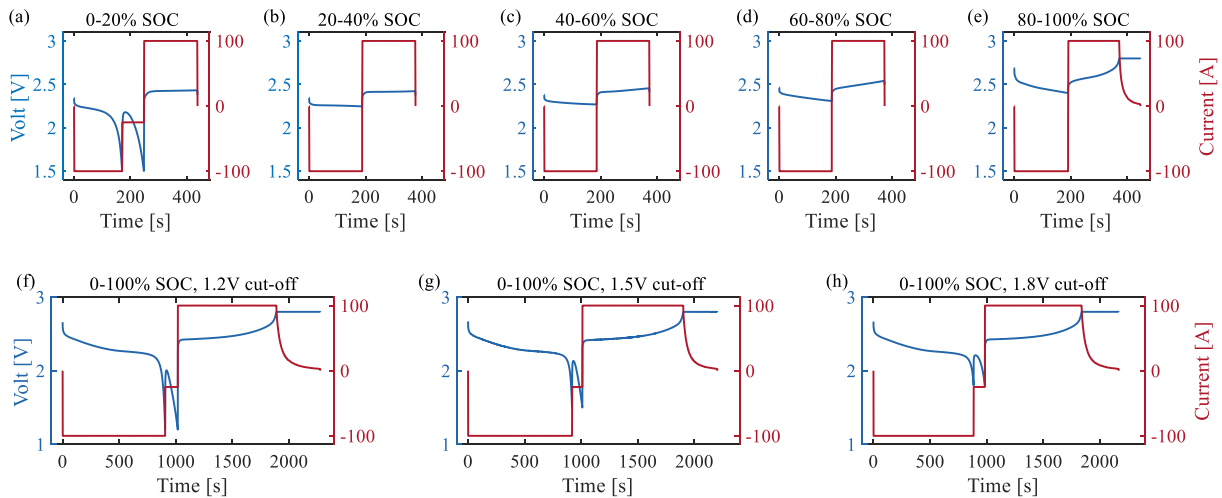 (a) 0-20% SOC
(b) 20-40% SOC
(c) 40-60% SOC
(d) 60-80% SOC
(e) 80-100% SOC
3 100
3 100
3 100
3 100
3 100
Volt [V]
2.5 0
2.5 0
2.5 0
2.5 0
2.5 0
Current [A]
2
2
2
2
2
1.5 -100
1.5 -100
1.5 -100
1.5 -100
1.5 -100
0 200 400
0 200 400
0 200 400
0 200 400
0 200 400
Time [s]
Time [s]
Time [s]
Time [s]
Time [s]
(f) 0-100% SOC, 1.2V cut-off
(g) 0-100% SOC, 1.5V cut-off
(h) 0-100% SOC, 1.8V cut-off
3 100
3 100
3 100
Volt [V]
2 0
2 0
2 0
Current [A]
1 -100
1 -100
1 -100
0 500 1000 1500 2000
0 500 1000 1500 2000
0 500 1000 1500 2000
Time [s]
Time [s]
Time [s]